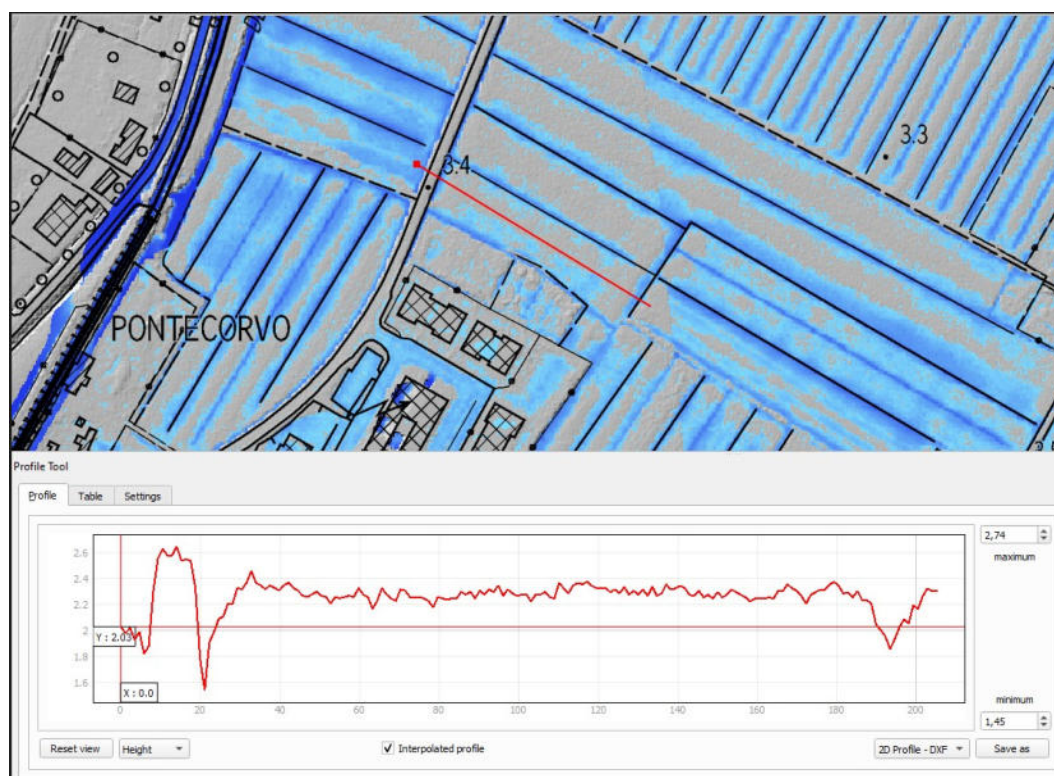 3.3
3.4
PONTECORVO
Profile Tool
Profile Table Settings
2,74
maximum
2.6
2.4
2.2
2
1.8
1.6
Y : 2.03
X : 0.0
0 20 40 60 80 100 120 140 160 180 200
minimum
1,45
Reset view Height Interpolated profile 2D Profile - DXF Save as